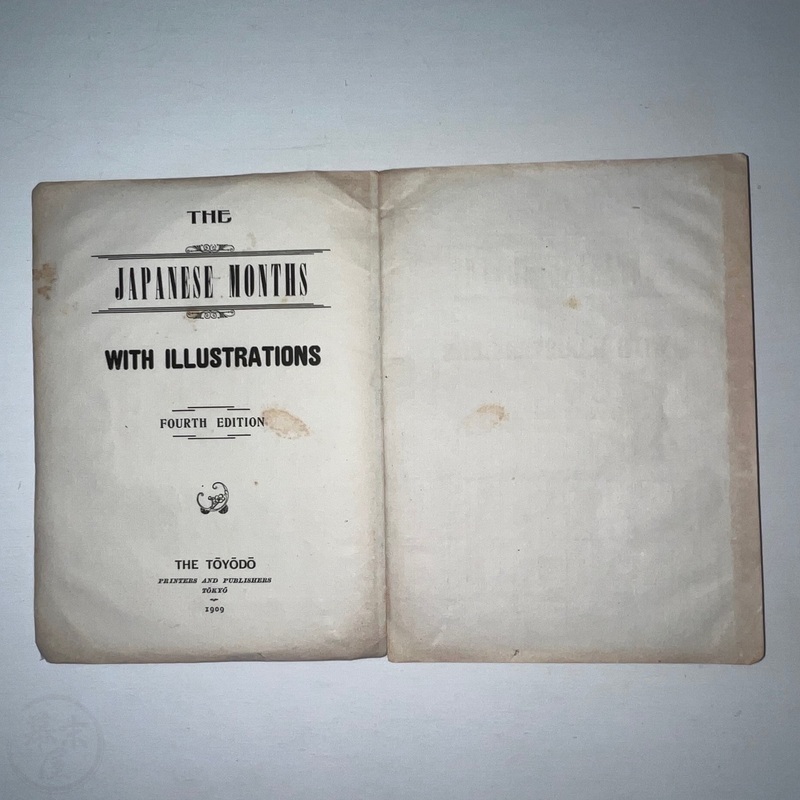 THE
JAPANESE MONTHS
WITH ILLUSTRATIONS
FOURTH EDITION
THE TŌYŌDŌ
PRINTERS AND PUBLISHERS
TŌKYŌ
1909